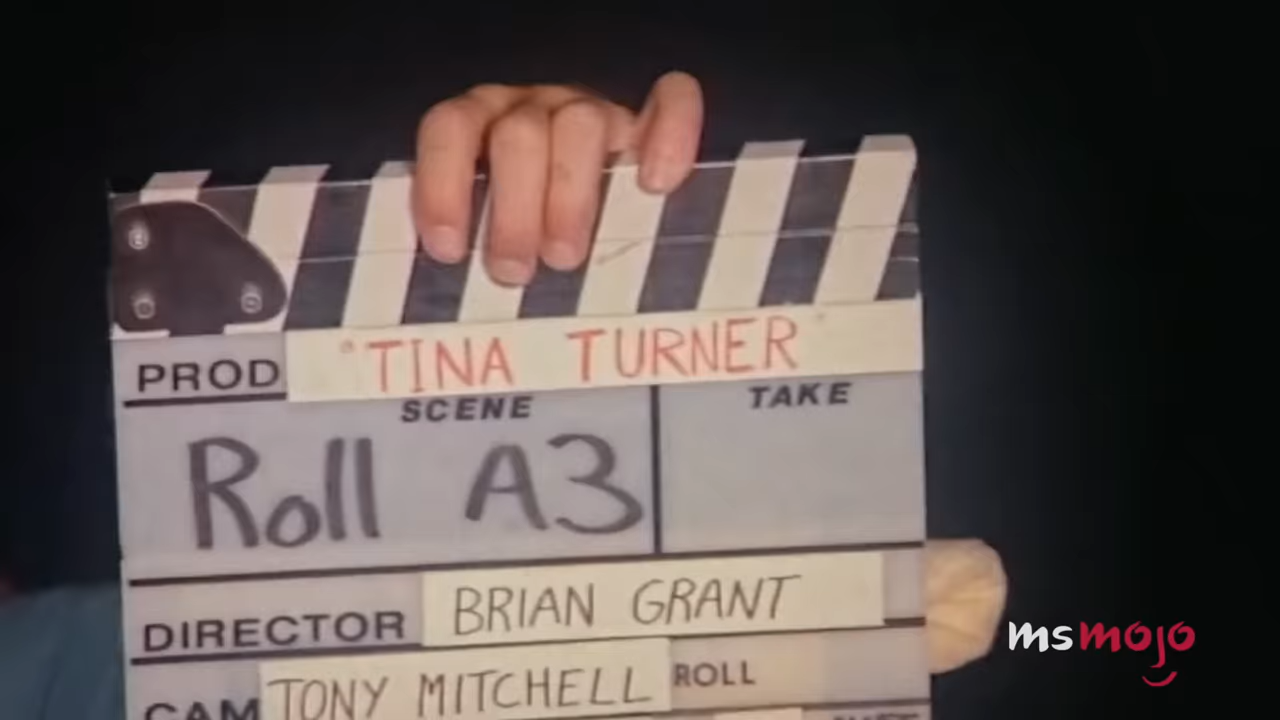 PROD "TINA TURNER"
SCENE TAKE
Roll A3
DIRECTOR BRIAN GRANT
CAM TONY MITCHELL ROLL
msmojo